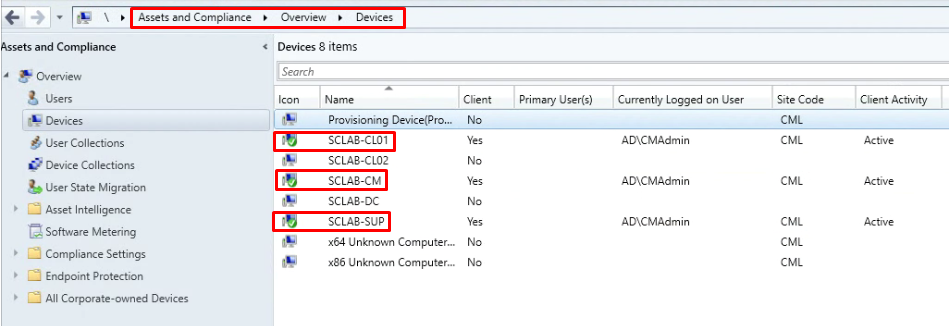 \ Assets and Compliance Overview Devices
Assets and Compliance
Overview
Users
Devices
User Collections
Device Collections
User State Migration
Asset Intelligence
Software Metering
Compliance Settings
Endpoint Protection
All Corporate-owned Devices
Devices 8 items
Search
Icon Name Client Primary User(s) Currently Logged on User Site Code Client Activity
Provisioning Device(Pro... No CML
SCLAB-CL01 Yes AD\CMAdmin CML Active
SCLAB-CL02 No
SCLAB-CM Yes AD\CMAdmin CML Active
SCLAB-DC No
SCLAB-SUP Yes AD\CMAdmin CML Active
x64 Unknown Computer... No CML
x86 Unknown Computer... No CML